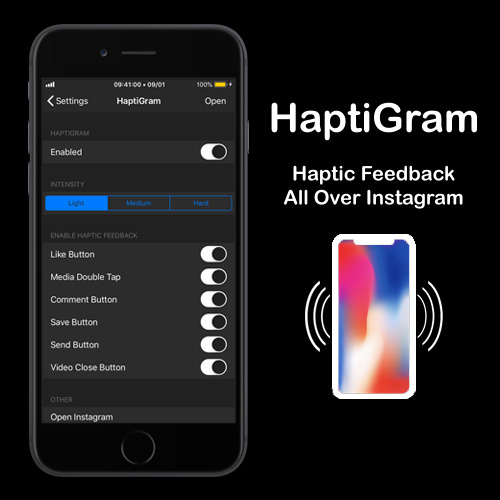 09:41:00 • 09/01
100%
Settings
HaptiGram
Open
HAPTIGRAM
Enabled
INTENSITY
Light
Medium
Hard
ENABLE HAPTIC FEEDBACK
Like Button
Media Double Tap
Comment Button
Save Button
Send Button
Video Close Button
OTHER
Open Instagram
HaptiGram
Haptic Feedback
All Over Instagram